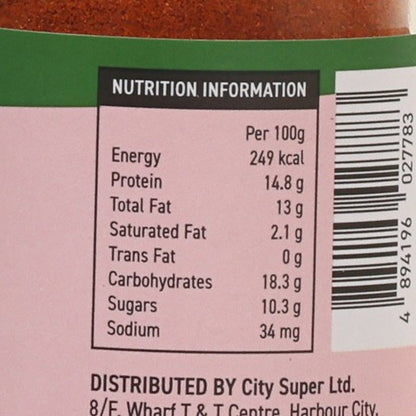 NUTRITION INFORMATION
Per 100g
Energy 249 kcal
Protein 14.8 g
Total Fat 13 g
Saturated Fat 2.1 g
Trans Fat 0 g
Carbohydrates 18.3 g
Sugars 10.3 g
Sodium 34 mg
DISTRIBUTED BY City Super Ltd.
8/F, Wharf T & T Centre, Harbour City,
4 894196 027783